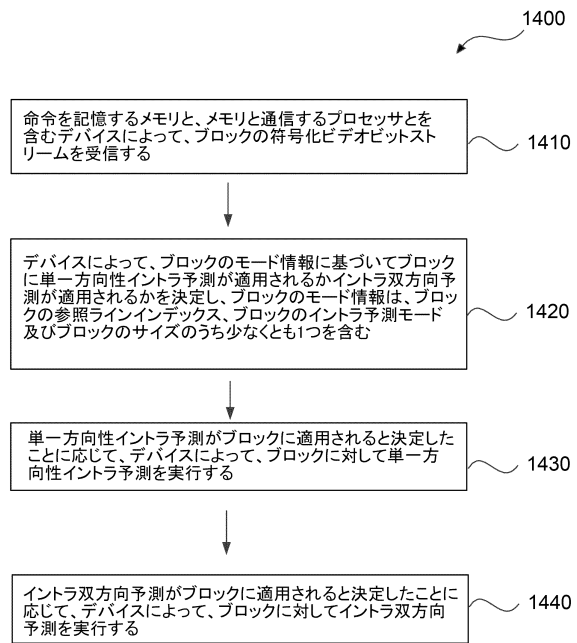 1400
命令を記憶するメモリと、メモリと通信するプロセッサとを
含むデバイスによって、ブロックの符号化ビデオビットスト
リームを受信する
1410
デバイスによって、ブロックのモード情報に基づいてブロック
に単一方向性イントラ予測が適用されるかイントラ双方向予
測が適用されるかを決定し、ブロックのモード情報は、ブロッ
クの参照ラインインデックス、ブロックのイントラ予測モード
及びブロックのサイズのうち少なくとも1つを含む
1420
単一方向性イントラ予測がブロックに適用されると決定した
ことに応じて、デバイスによって、ブロックに対して単一方
向性イントラ予測を実行する
1430
イントラ双方向予測がブロックに適用されると決定したことに
応じて、デバイスによって、ブロックに対してイントラ双方向
予測を実行する
1440